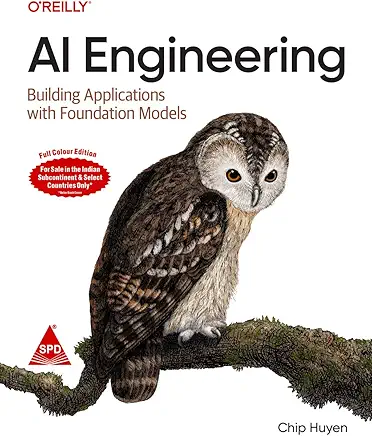 O'REILLY®
AI Engineering
Building Applications
with Foundation Models
Full Colour Edition
For Sale in the Indian
Subcontinent & Select
Countries Only*
SPD
Chip Huyen